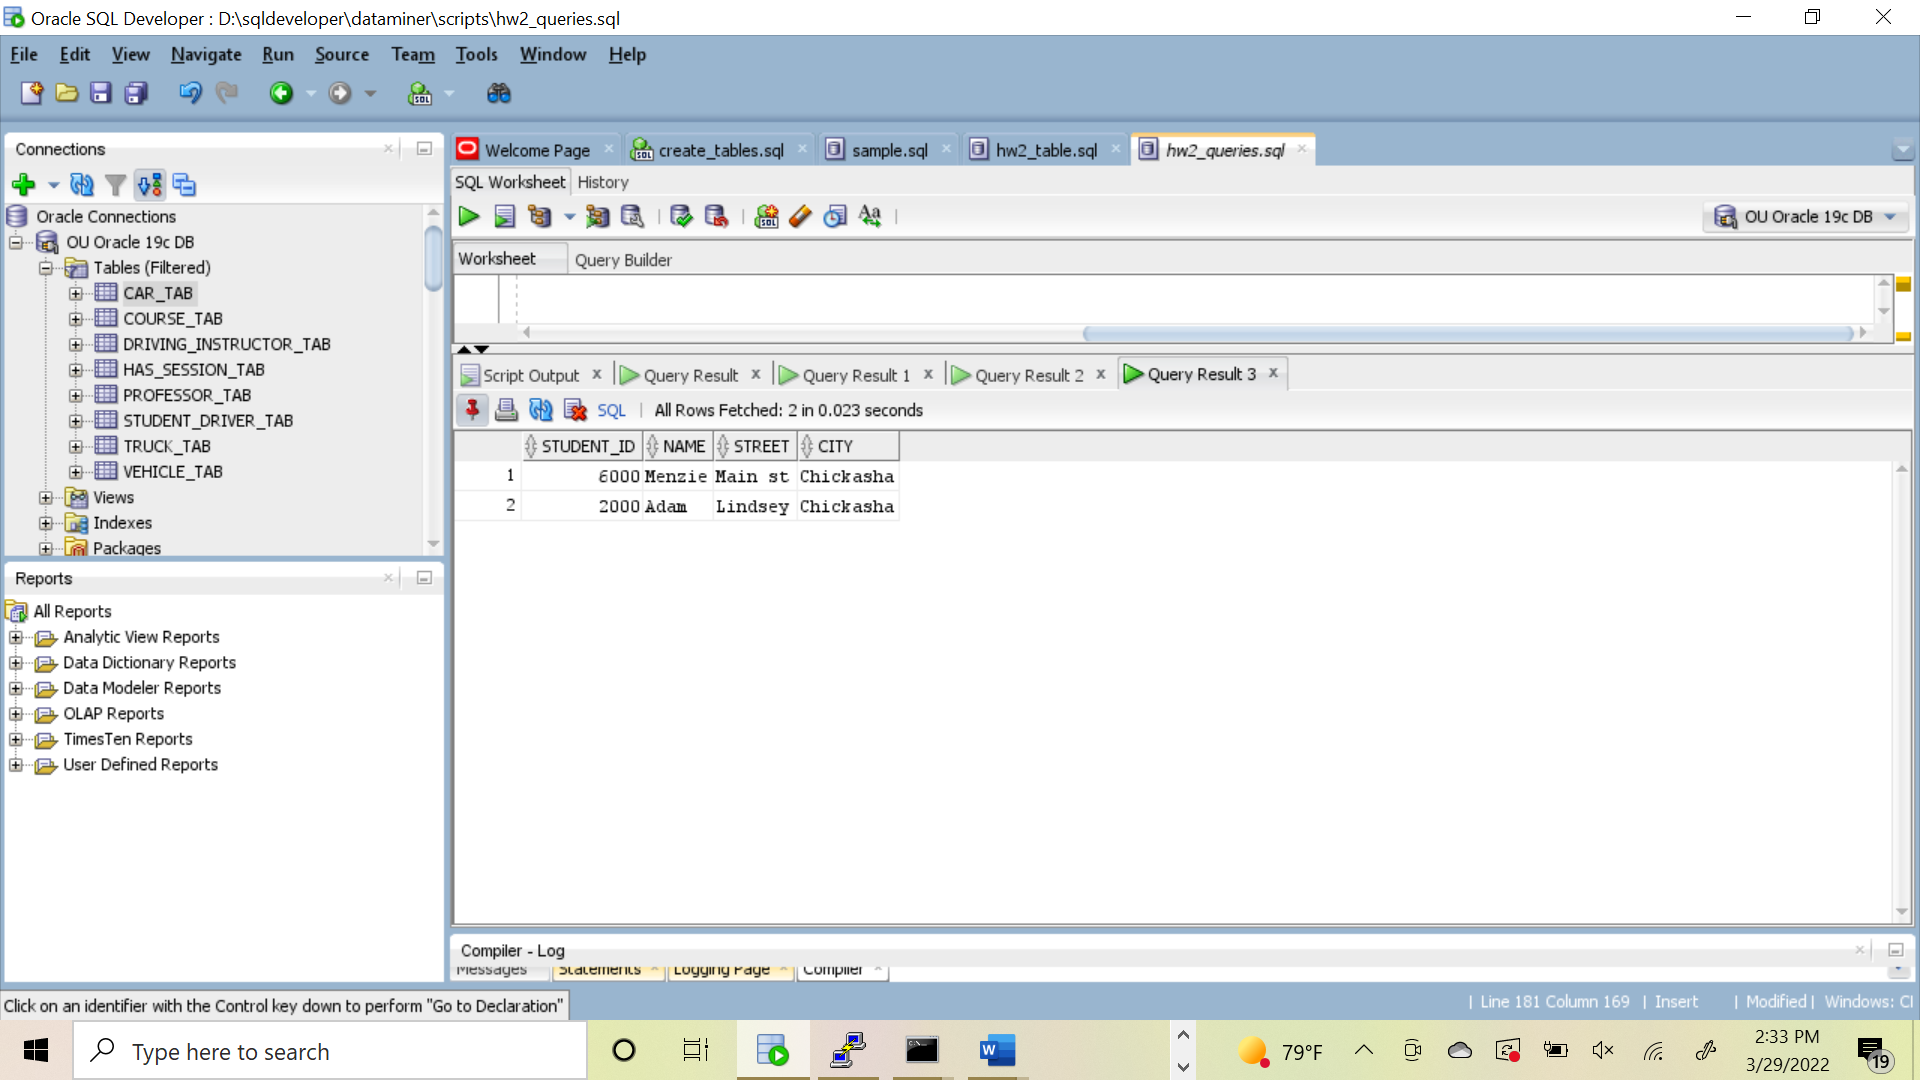 Oracle SQL Developer : D:\sqldeveloper\dataminer\scripts\hw2_queries.sql
File Edit View Navigate Run Source Team Tools Window Help
Connections
Oracle Connections
OU Oracle 19c DB
Tables (Filtered)
CAR_TAB
COURSE_TAB
DRIVING_INSTRUCTOR_TAB
HAS_SESSION_TAB
PROFESSOR_TAB
STUDENT_DRIVER_TAB
TRUCK_TAB
VEHICLE_TAB
Views
Indexes
Packages
Reports
All Reports
Analytic View Reports
Data Dictionary Reports
Data Modeler Reports
OLAP Reports
TimesTen Reports
User Defined Reports
Welcome Page create_tables.sql sample.sql hw2_table.sql hw2_queries.sql
SQL Worksheet History
OU Oracle 19c DB
Worksheet Query Builder
Script Output Query Result Query Result 1 Query Result 2 Query Result 3
SQL All Rows Fetched: 2 in 0.023 seconds
STUDENT_ID NAME STREET CITY
1 6000 Menzie Main st Chickasha
2 2000 Adam Lindsey Chickasha
Compiler - Log
Messages Statements Logging Page Compiler
Click on an identifier with the Control key down to perform "Go to Declaration"
Line 181 Column 169 Insert Modified Windows: Cl
Type here to search
79°F
2:33 PM
3/29/2022
19